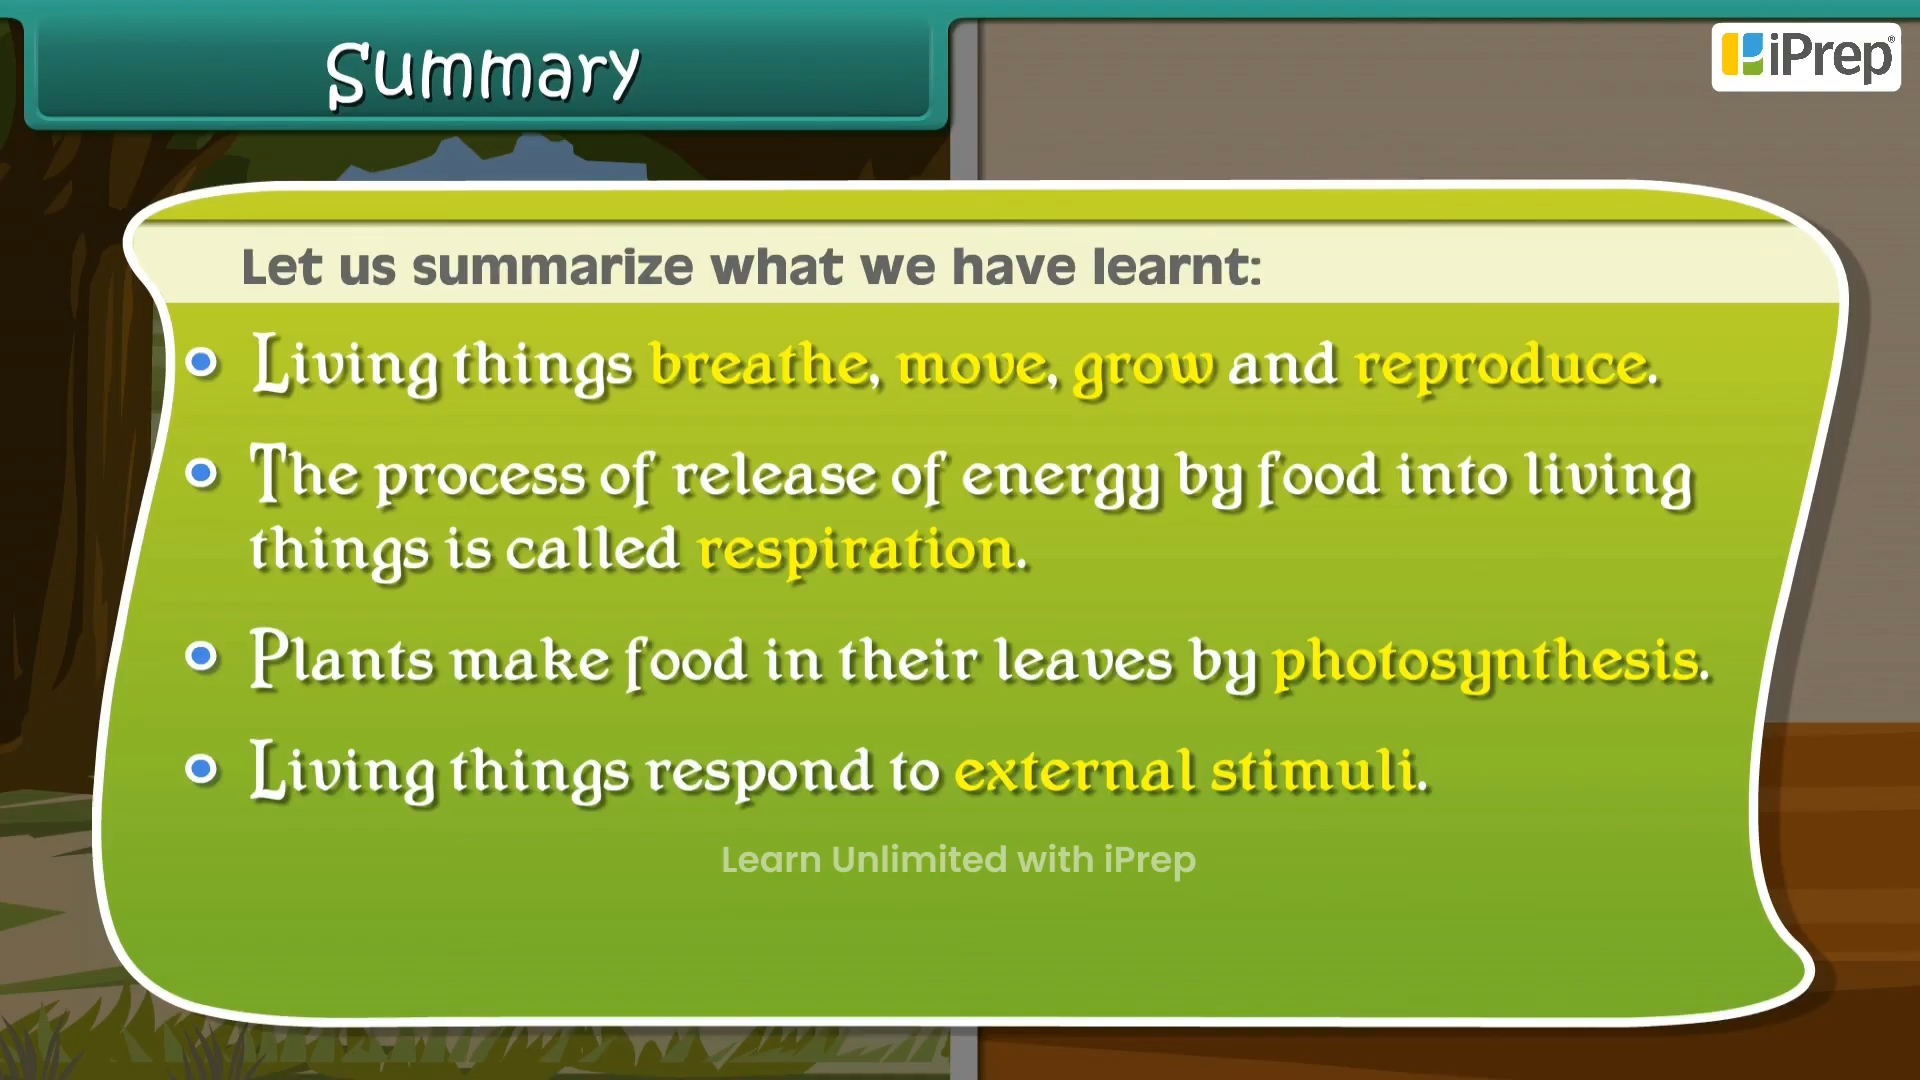 Summary
iPrep®
Let us summarize what we have learnt:
Living things breathe, move, grow and reproduce.
The process of release of energy by food into living
things is called respiration.
Plants make food in their leaves by photosynthesis.
Living things respond to external stimuli.
Learn Unlimited with iPrep